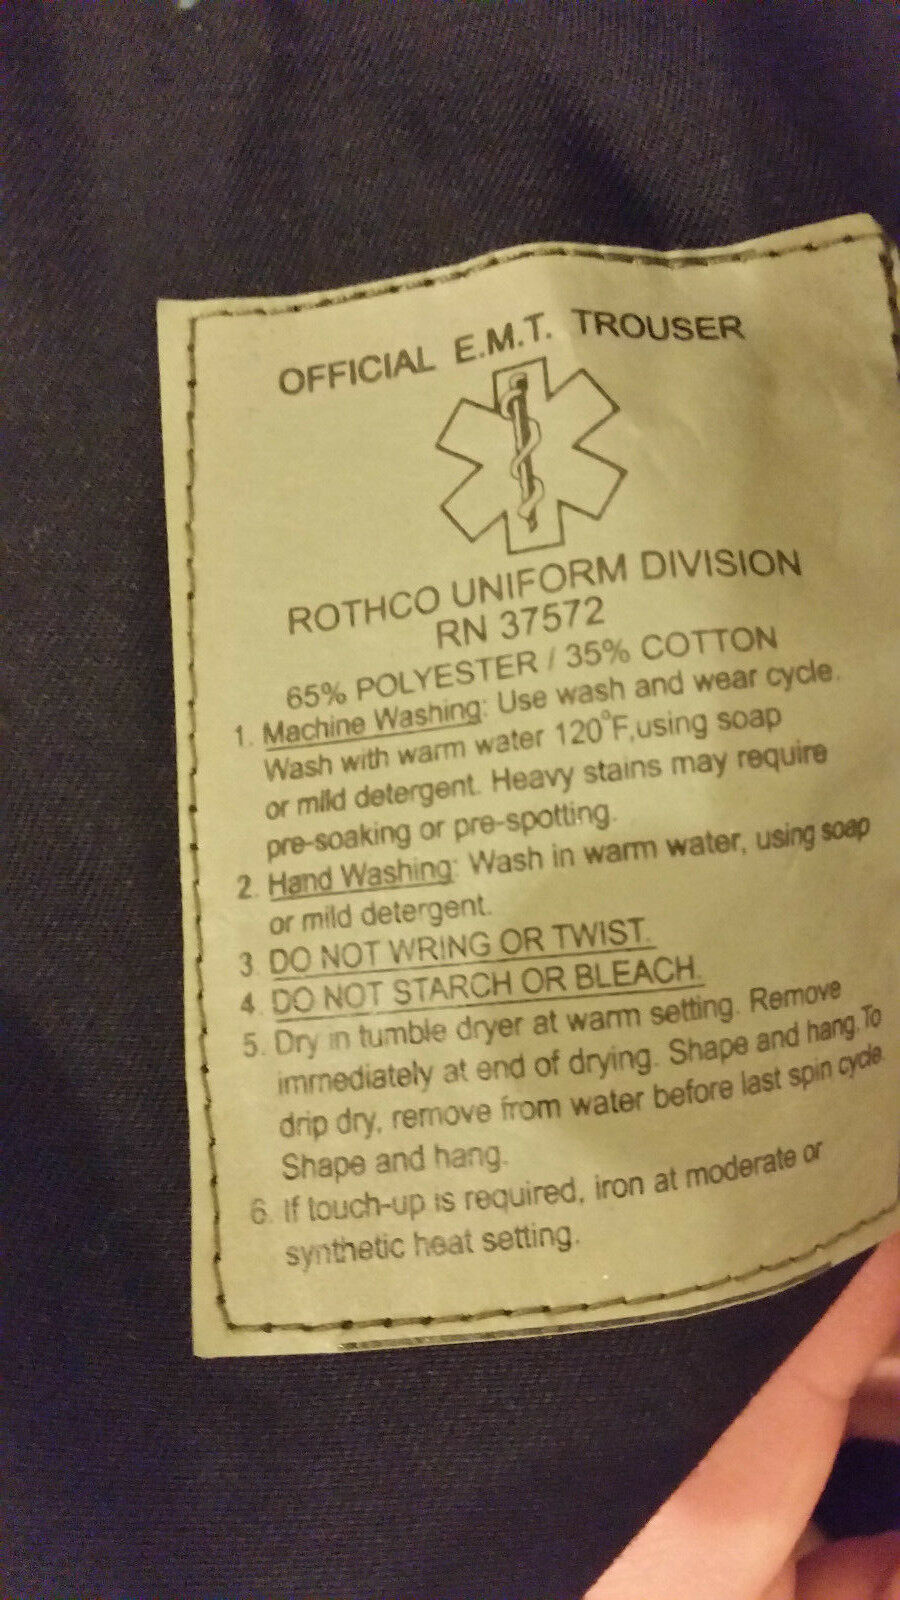 OFFICIAL E.M.T. TROUSER
ROTHCO UNIFORM DIVISION
RN 37572
65% POLYESTER / 35% COTTON
1. Machine Washing: Use wash and wear cycle.
Wash with warm water 120°F,using soap
or mild detergent. Heavy stains may require
pre-soaking or pre-spotting.
2. Hand Washing: Wash in warm water, using soap
or mild detergent.
3. DO NOT WRING OR TWIST.
4. DO NOT STARCH OR BLEACH.
5. Dry in tumble dryer at warm setting. Remove
immediately at end of drying. Shape and hang.To
drip dry, remove from water before last spin cycle.
Shape and hang.
6. If touch-up is required, iron at moderate or
synthetic heat setting.